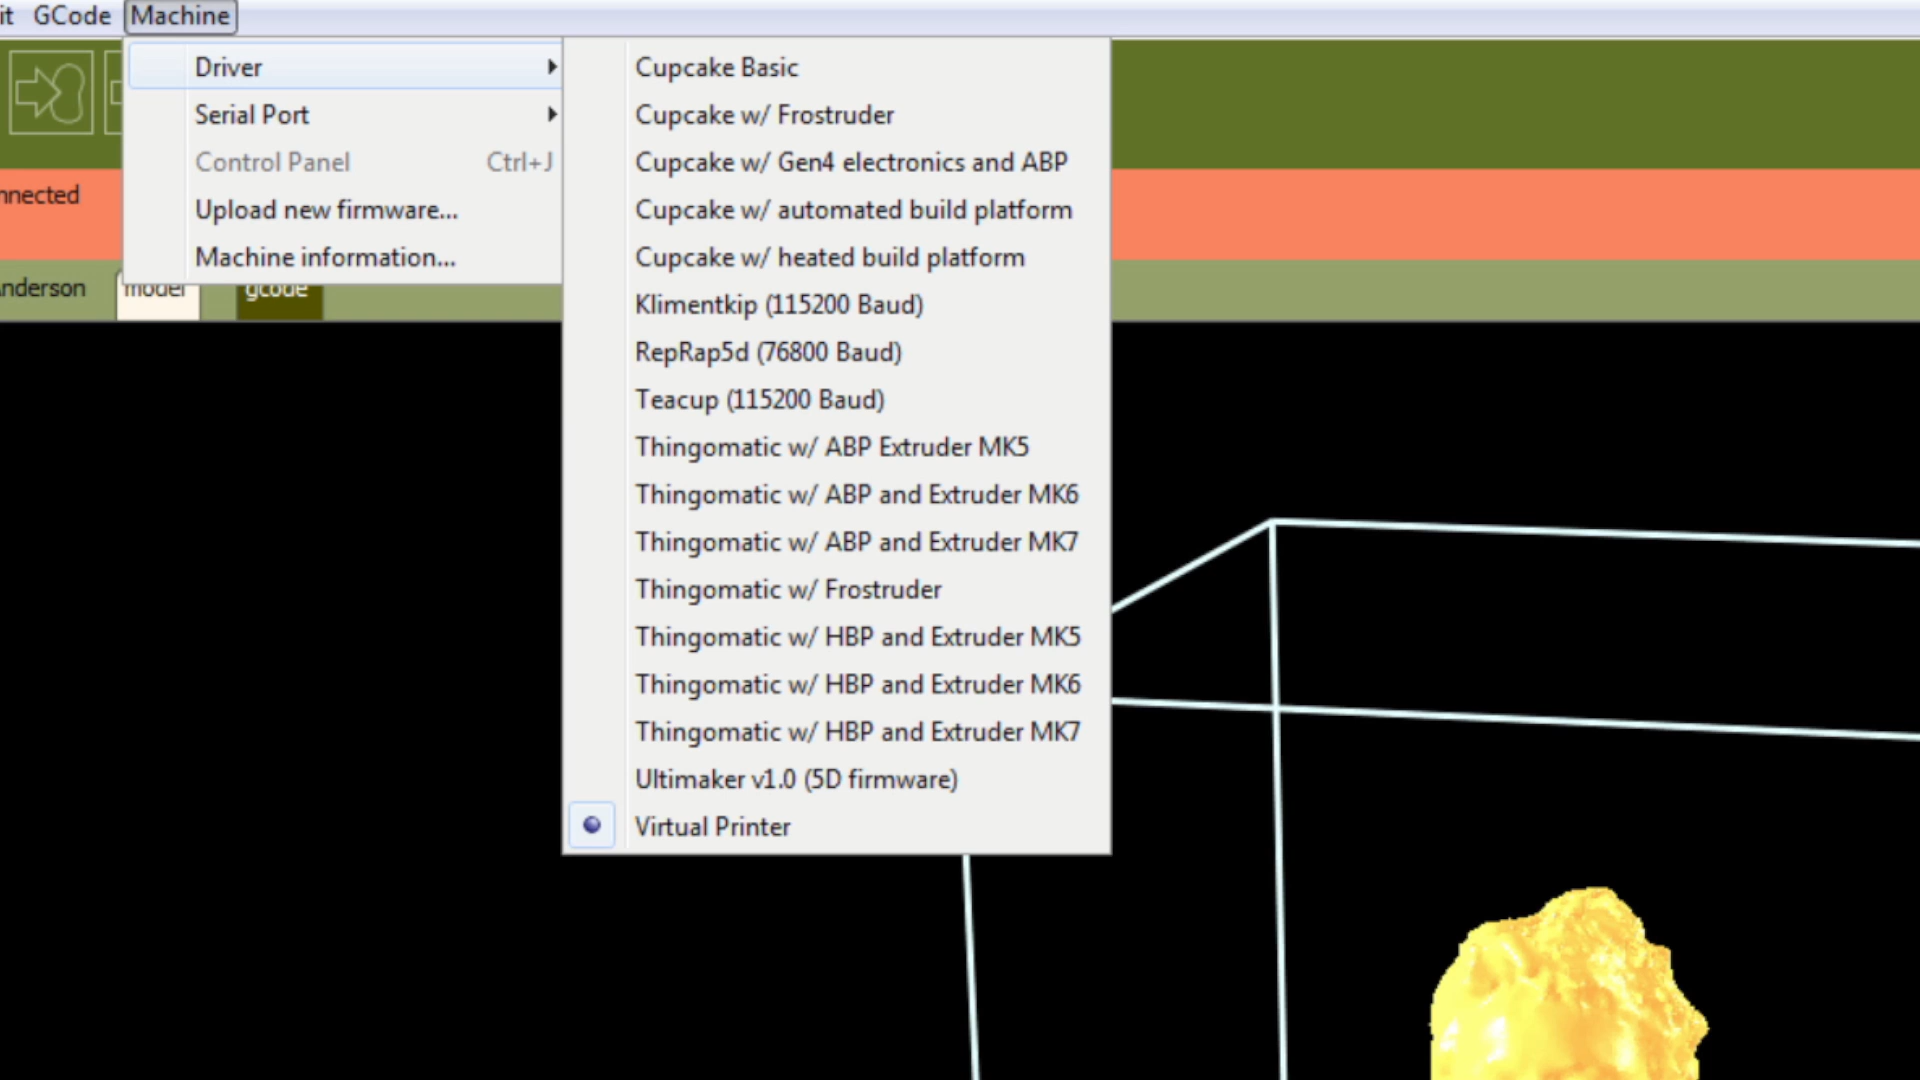 it GCode Machine
Driver
Serial Port
Control Panel Ctrl+J
Upload new firmware...
Machine information...
nnected
nderson model gcode
Cupcake Basic
Cupcake w/ Frostruder
Cupcake w/ Gen4 electronics and ABP
Cupcake w/ automated build platform
Cupcake w/ heated build platform
Klimentkip (115200 Baud)
RepRap5d (76800 Baud)
Teacup (115200 Baud)
Thingomatic w/ ABP Extruder MK5
Thingomatic w/ ABP and Extruder MK6
Thingomatic w/ ABP and Extruder MK7
Thingomatic w/ Frostruder
Thingomatic w/ HBP and Extruder MK5
Thingomatic w/ HBP and Extruder MK6
Thingomatic w/ HBP and Extruder MK7
Ultimaker v1.0 (5D firmware)
Virtual Printer